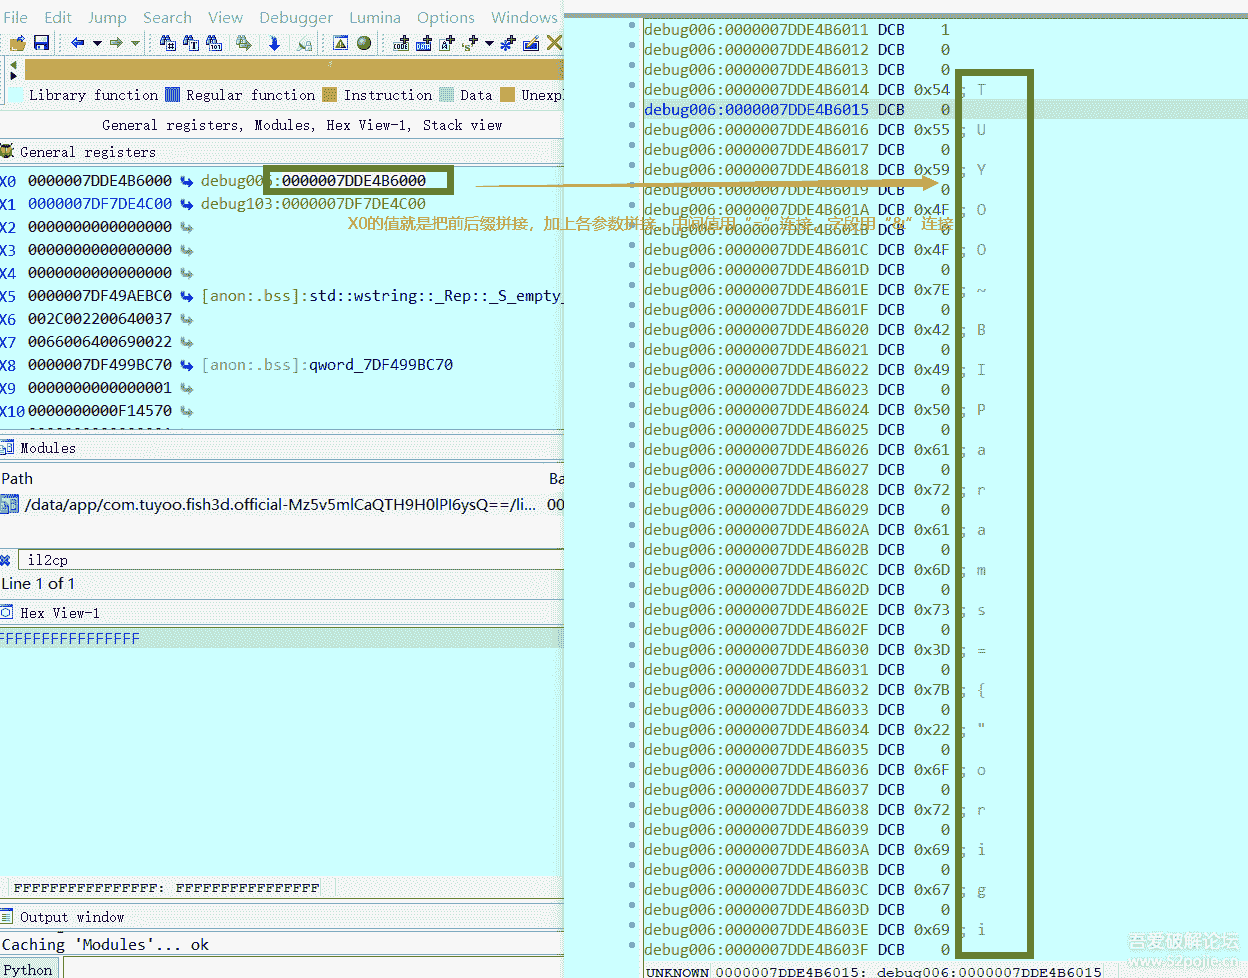 File Edit Jump Search View Debugger Lumina Options Windows
Library function Regular function Instruction Data Unexpl
General registers, Modules, Hex View-1, Stack view
General registers
X0 0000007DDE4B6000 debug006:0000007DDE4B6000
X1 0000007DF7DE4C00 debug103:0000007DF7DE4C00
X2 0000000000000000
X3 0000000000000000
X4 0000000000000000
X5 0000007DF49AEBC0 [anon:.bss]:std::wstring::_Rep::_S_empty_
X6 002C002200640037
X7 0066006400690022
X8 0000007DF499BC70 [anon:.bss]:qword_7DF499BC70
X9 0000000000000001
X10 0000000000F14570
X0的值就是把前后缀拼接，加上各参数拼接，中间使用“=”连接，字段用“&”连接
Modules
Path Ba
/data/app/com.tuyoo.fish3d.official-Mz5v5mlCaQTH9H0lPI6ysQ==/li... 00
il2cp
Line 1 of 1
Hex View-1
FFFFFFFFFFFFFFFF
FFFFFFFFFFFFFFFF: FFFFFFFFFFFFFFFF
Output window
Caching 'Modules'... ok
Python
debug006:0000007DDE4B6011 DCB 1
debug006:0000007DDE4B6012 DCB 0
debug006:0000007DDE4B6013 DCB 0
debug006:0000007DDE4B6014 DCB 0x54 ; T
debug006:0000007DDE4B6015 DCB 0
debug006:0000007DDE4B6016 DCB 0x55 ; U
debug006:0000007DDE4B6017 DCB 0
debug006:0000007DDE4B6018 DCB 0x59 ; Y
debug006:0000007DDE4B6019 DCB 0
debug006:0000007DDE4B601A DCB 0x4F ; O
debug006:0000007DDE4B601B DCB 0
debug006:0000007DDE4B601C DCB 0x4F ; O
debug006:0000007DDE4B601D DCB 0
debug006:0000007DDE4B601E DCB 0x7E ; ~
debug006:0000007DDE4B601F DCB 0
debug006:0000007DDE4B6020 DCB 0x42 ; B
debug006:0000007DDE4B6021 DCB 0
debug006:0000007DDE4B6022 DCB 0x49 ; I
debug006:0000007DDE4B6023 DCB 0
debug006:0000007DDE4B6024 DCB 0x50 ; P
debug006:0000007DDE4B6025 DCB 0
debug006:0000007DDE4B6026 DCB 0x61 ; a
debug006:0000007DDE4B6027 DCB 0
debug006:0000007DDE4B6028 DCB 0x72 ; r
debug006:0000007DDE4B6029 DCB 0
debug006:0000007DDE4B602A DCB 0x61 ; a
debug006:0000007DDE4B602B DCB 0
debug006:0000007DDE4B602C DCB 0x6D ; m
debug006:0000007DDE4B602D DCB 0
debug006:0000007DDE4B602E DCB 0x73 ; s
debug006:0000007DDE4B602F DCB 0
debug006:0000007DDE4B6030 DCB 0x3D ; =
debug006:0000007DDE4B6031 DCB 0
debug006:0000007DDE4B6032 DCB 0x7B ; {
debug006:0000007DDE4B6033 DCB 0
debug006:0000007DDE4B6034 DCB 0x22 ; "
debug006:0000007DDE4B6035 DCB 0
debug006:0000007DDE4B6036 DCB 0x6F ; o
debug006:0000007DDE4B6037 DCB 0
debug006:0000007DDE4B6038 DCB 0x72 ; r
debug006:0000007DDE4B6039 DCB 0
debug006:0000007DDE4B603A DCB 0x69 ; i
debug006:0000007DDE4B603B DCB 0
debug006:0000007DDE4B603C DCB 0x67 ; g
debug006:0000007DDE4B603D DCB 0
debug006:0000007DDE4B603E DCB 0x69 ; i
debug006:0000007DDE4B603F DCB 0
UNKNOWN 0000007DDE4B6015: debug006:0000007DDE4B6015
吾爱破解论坛
www.52pojie.cn